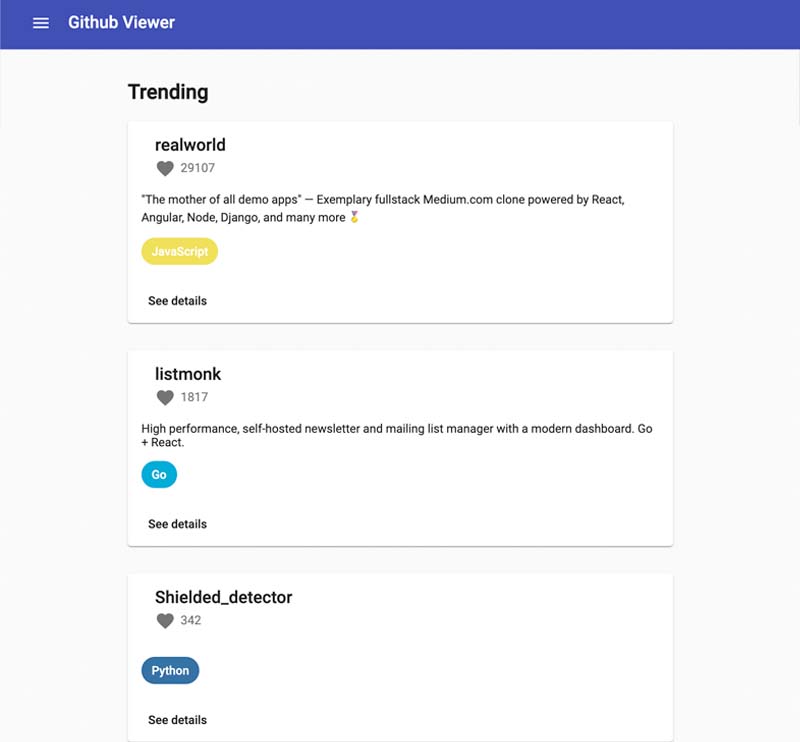 Github Viewer
Trending
realworld
29107
"The mother of all demo apps" — Exemplary fullstack Medium.com clone powered by React,
Angular, Node, Django, and many more 🏅
JavaScript
See details
listmonk
1817
High performance, self-hosted newsletter and mailing list manager with a modern dashboard. Go
+ React.
Go
See details
Shielded_detector
342
Python
See details